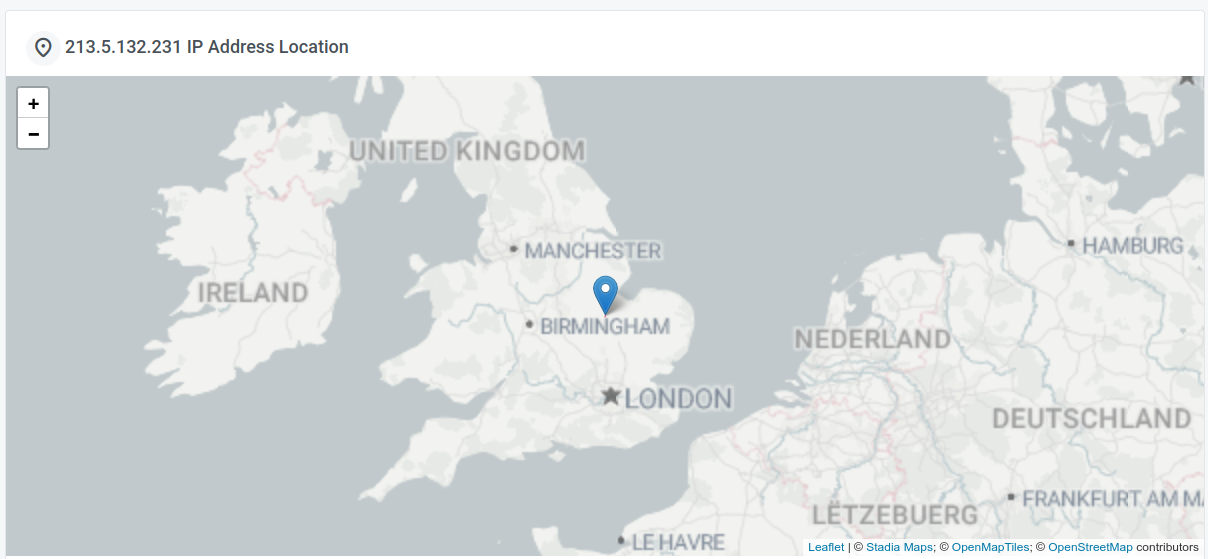 213.5.132.231 IP Address Location
+
−
UNITED KINGDOM
MANCHESTER
HAMBURG
IRELAND
BIRMINGHAM
NEDERLAND
LONDON
DEUTSCHLAND
FRANKFURT AM MA
LËTZEBUERG
LE HAVRE
Leaflet | © Stadia Maps; © OpenMapTiles; © OpenStreetMap contributors